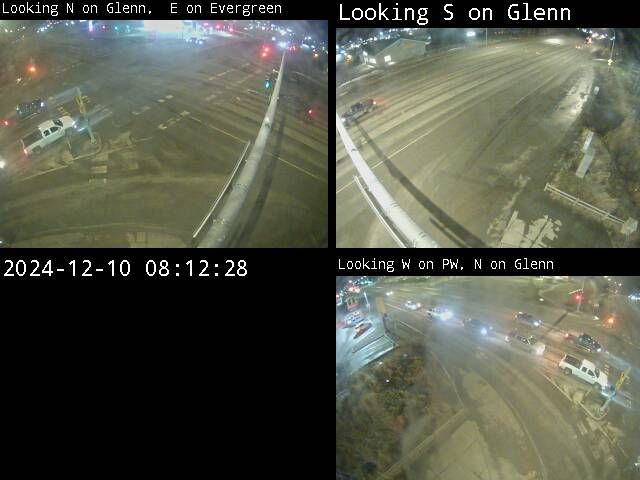 Looking N on Glenn,  E on Evergreen
Looking S on Glenn
2024-12-10 08:12:28
Looking W on PW, N on Glenn